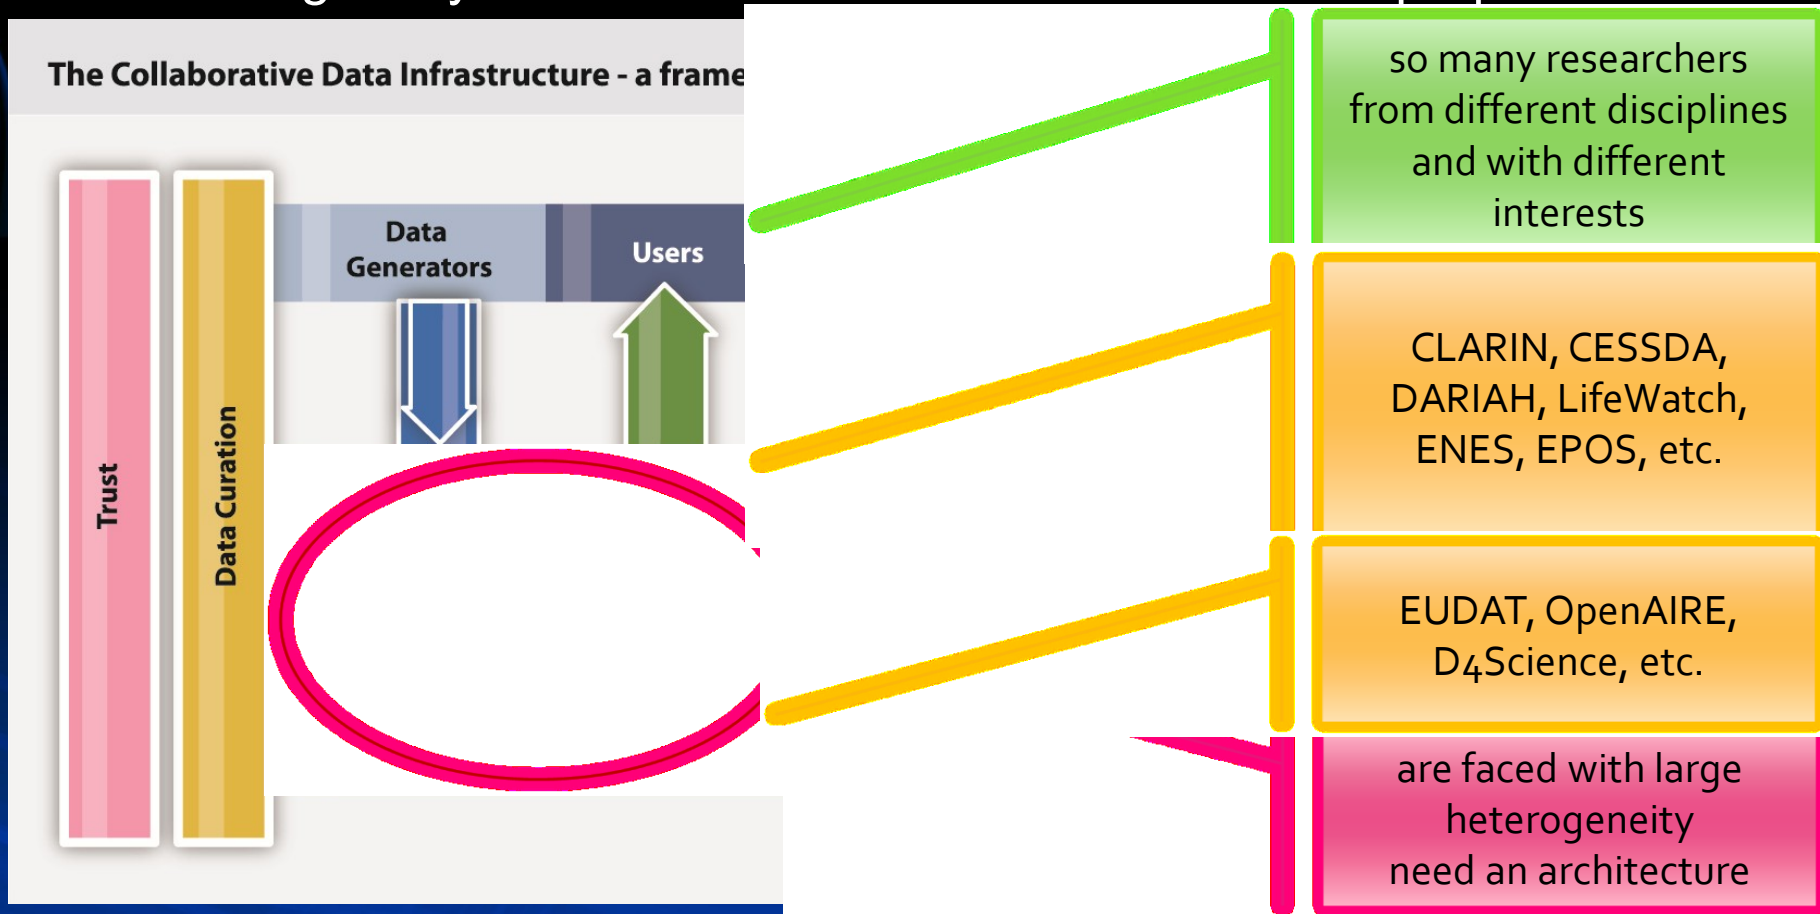 The Collaborative Data Infrastructure - a frame
Data
Generators
Users
Trust
Data Curation
so many researchers
from different disciplines
and with different
interests
CLARIN, CESSDA,
DARIAH, LifeWatch,
ENES, EPOS, etc.
EUDAT, OpenAIRE,
D4Science, etc.
are faced with large
heterogeneity
need an architecture